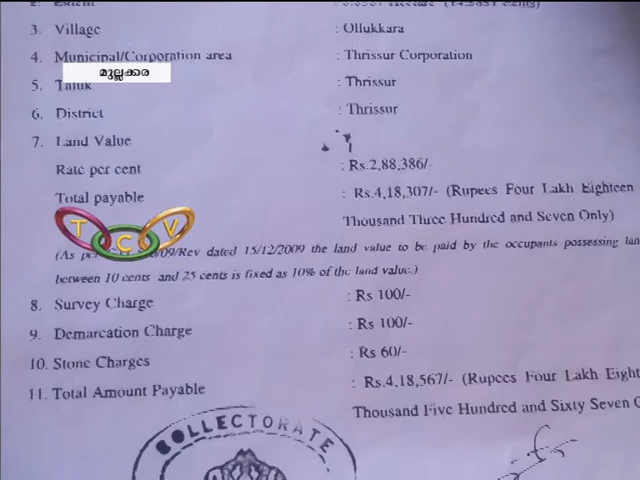 3. Village : Ollukkara
4. Municipal/Corporation area : Thrissur Corporation
മുല്ലക്കര
5. Taluk : Thrissur
6. District : Thrissur
7. Land Value
Rate per cent : Rs.2,88,386/-
Total payable : Rs.4,18,307/- (Rupees Four Lakh Eighteen
Thousand Three Hundred and Seven Only)
TCV
(As per /09/Rev dated 15/12/2009 the land value to be paid by the occupants possessing
between 10 cents and 25 cents is fixed as 10% of the land value.)
8. Survey Charge : Rs 100/-
9. Demarcation Charge : Rs 100/-
10. Stone Charges : Rs 60/-
11. Total Amount Payable : Rs.4,18,567/- (Rupees Four Lakh
Thousand Five Hundred and Sixty Seven
COLLECTORATE